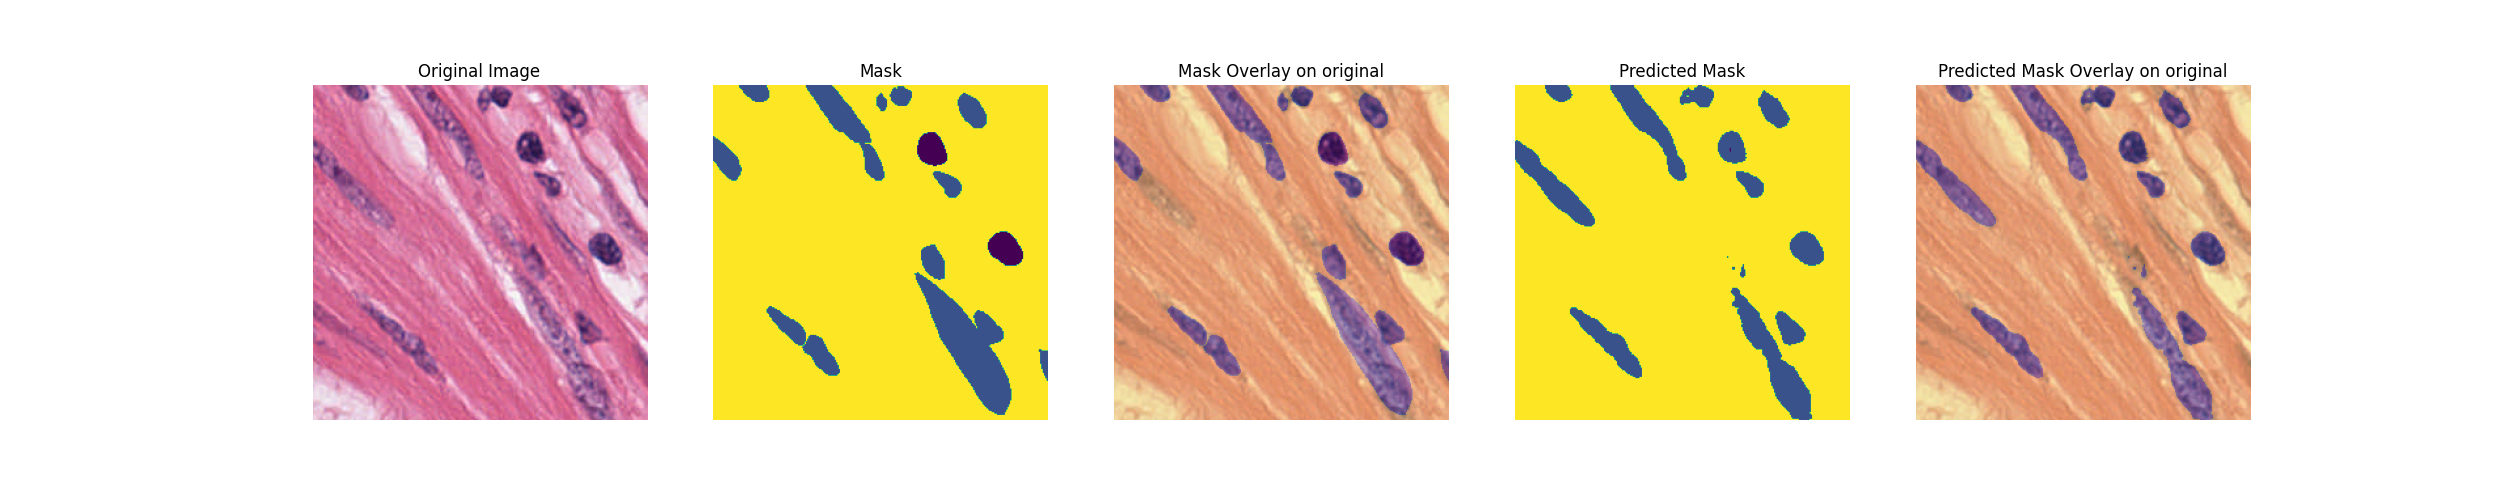 Original Image
Mask
Mask Overlay on original
Predicted Mask
Predicted Mask Overlay on original